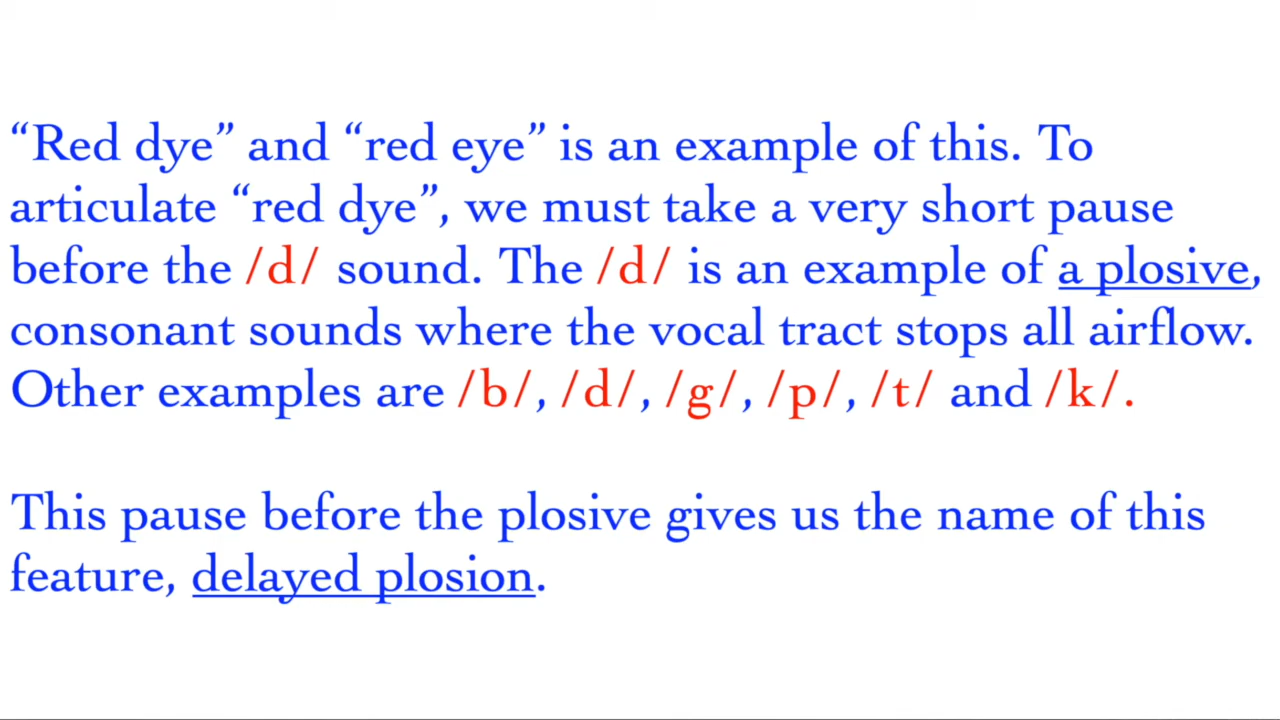 “Red dye” and “red eye” is an example of this. To
articulate “red dye”, we must take a very short pause
before the /d/ sound. The /d/ is an example of a plosive,
consonant sounds where the vocal tract stops all airflow.
Other examples are /b/, /d/, /g/, /p/, /t/ and /k/.
This pause before the plosive gives us the name of this
feature, delayed plosion.